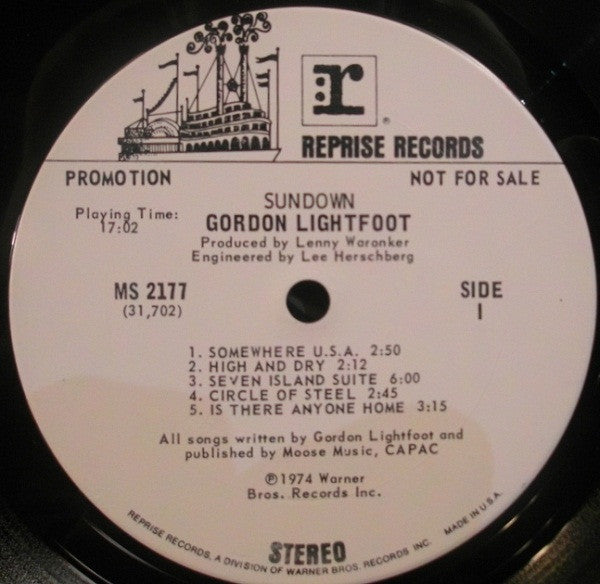 r
®
REPRISE RECORDS
PROMOTION
NOT FOR SALE
SUNDOWN
Playing Time:
17:02
GORDON LIGHTFOOT
Produced by Lenny Waronker
Engineered by Lee Herschberg
MS 2177
(31,702)
SIDE
1
1. SOMEWHERE U.S.A. 2:50
2. HIGH AND DRY 2:12
3. SEVEN ISLAND SUITE 6:00
4. CIRCLE OF STEEL 2:45
5. IS THERE ANYONE HOME 3:15
All songs written by Gordon Lightfoot and
published by Moose Music, CAPAC
℗1974 Warner
Bros. Records Inc.
STEREO
REPRISE RECORDS, A DIVISION OF WARNER BROS. RECORDS INC. MADE IN U.S.A.